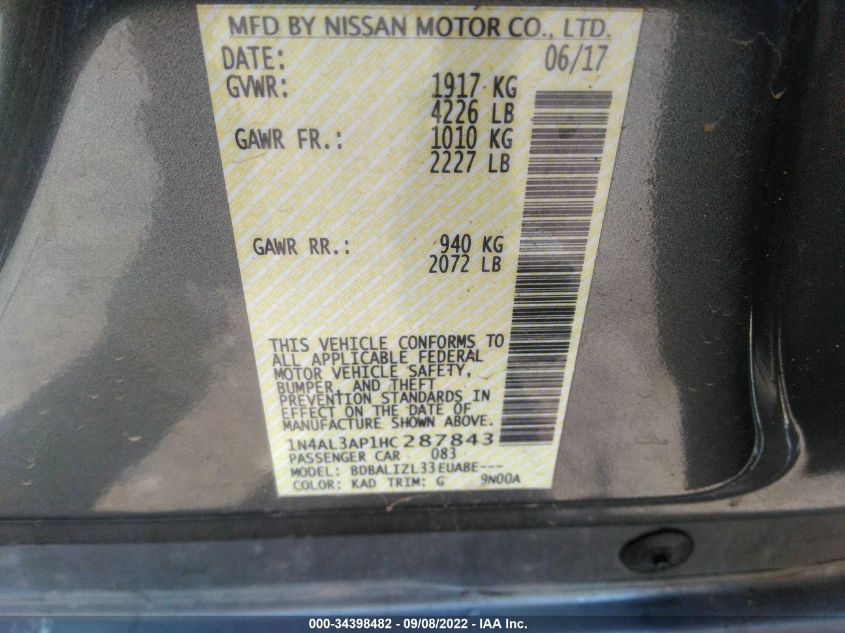 MFD BY NISSAN MOTOR CO., LTD.
DATE: 06/17
GVWR: 1917 KG
4226 LB
GAWR FR.: 1010 KG
2227 LB
GAWR RR.: 940 KG
2072 LB
THIS VEHICLE CONFORMS TO
ALL APPLICABLE FEDERAL
MOTOR VEHICLE SAFETY,
BUMPER, AND THEFT
PREVENTION STANDARDS IN
EFFECT ON THE DATE OF
MANUFACTURE SHOWN ABOVE.
1N4AL3AP1HC287843
PASSENGER CAR 083
MODEL: BDBALIZL33EUABE---
COLOR: KAD TRIM: G 9N00A
000-34398482 - 09/08/2022 - IAA Inc.